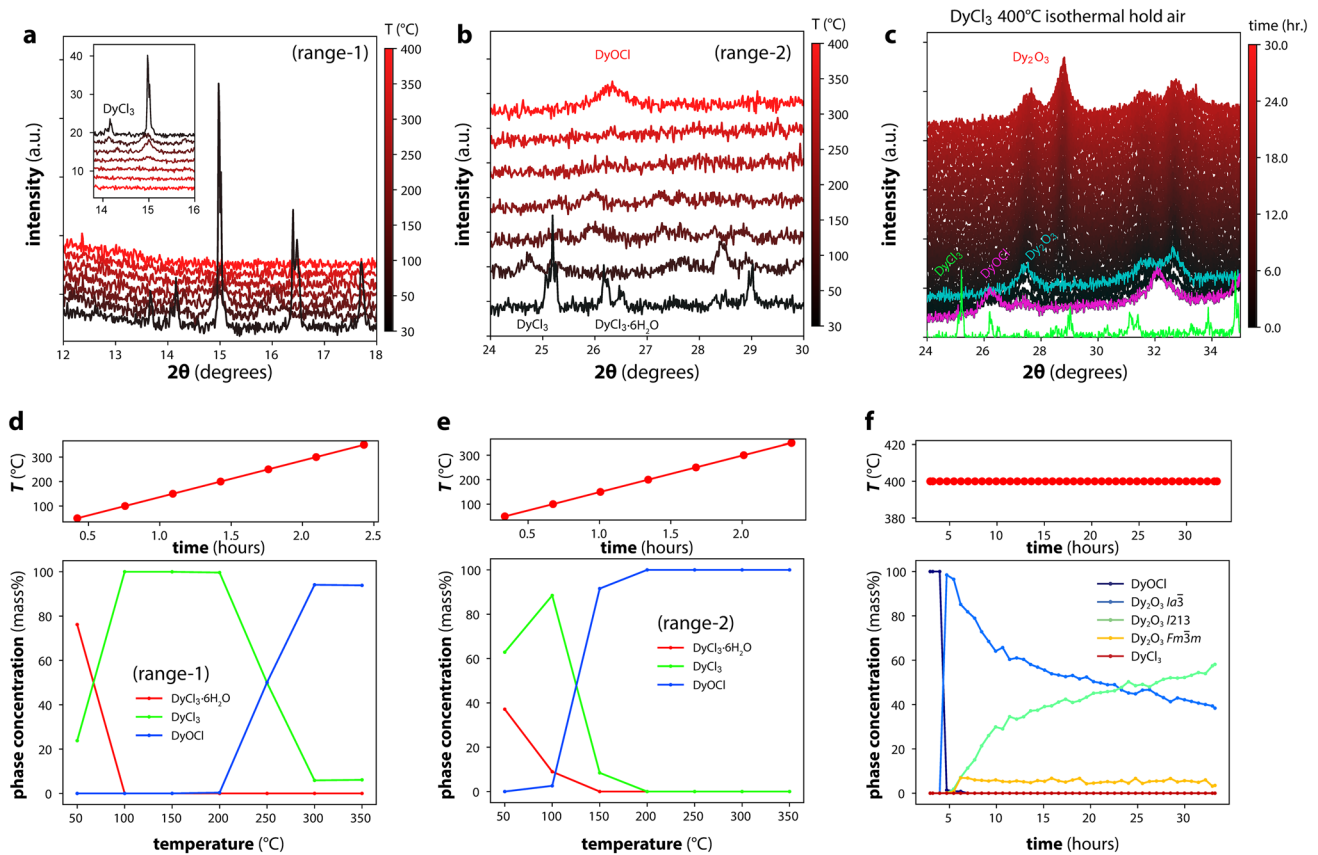 a
(range-1)
T (°C)
intensity (a.u.)
40
30
20
10
DyCl₃
14
15
16
400
350
300
250
200
150
100
50
30
12
13
14
15
16
17
18
2θ (degrees)
b
(range-2)
T (°C)
intensity (a.u.)
DyOCl
DyCl₃
DyCl₃·6H₂O
400
350
300
250
200
150
100
50
30
24
25
26
27
28
29
30
2θ (degrees)
DyCl₃ 400°C isothermal hold air
c
time (hr.)
intensity (a.u.)
Dy₂O₃
DyCl₃
DyOCl
Dy₂O₃
30.0
24.0
18.0
12.0
6.0
0.0
24
26
28
30
32
34
2θ (degrees)
d
T (°C)
300
200
100
0.5
1.0
1.5
2.0
2.5
time (hours)
phase concentration (mass%)
100
80
60
40
20
0
(range-1)
DyCl₃·6H₂O
DyCl₃
DyOCl
50
100
150
200
250
300
350
temperature (°C)
e
T (°C)
300
200
100
0.5
1.0
1.5
2.0
time (hours)
phase concentration (mass%)
100
80
60
40
20
0
(range-2)
DyCl₃·6H₂O
DyCl₃
DyOCl
50
100
150
200
250
300
350
temperature (°C)
f
T (°C)
420
400
380
5
10
15
20
30
time (hours)
phase concentration (mass%)
100
80
60
40
20
0
DyOCl
Dy₂O₃ Ia3̅
Dy₂O₃ I213
Dy₂O₃ Fm3̅m
DyCl₃
5
10
15
20
30
time (hours)